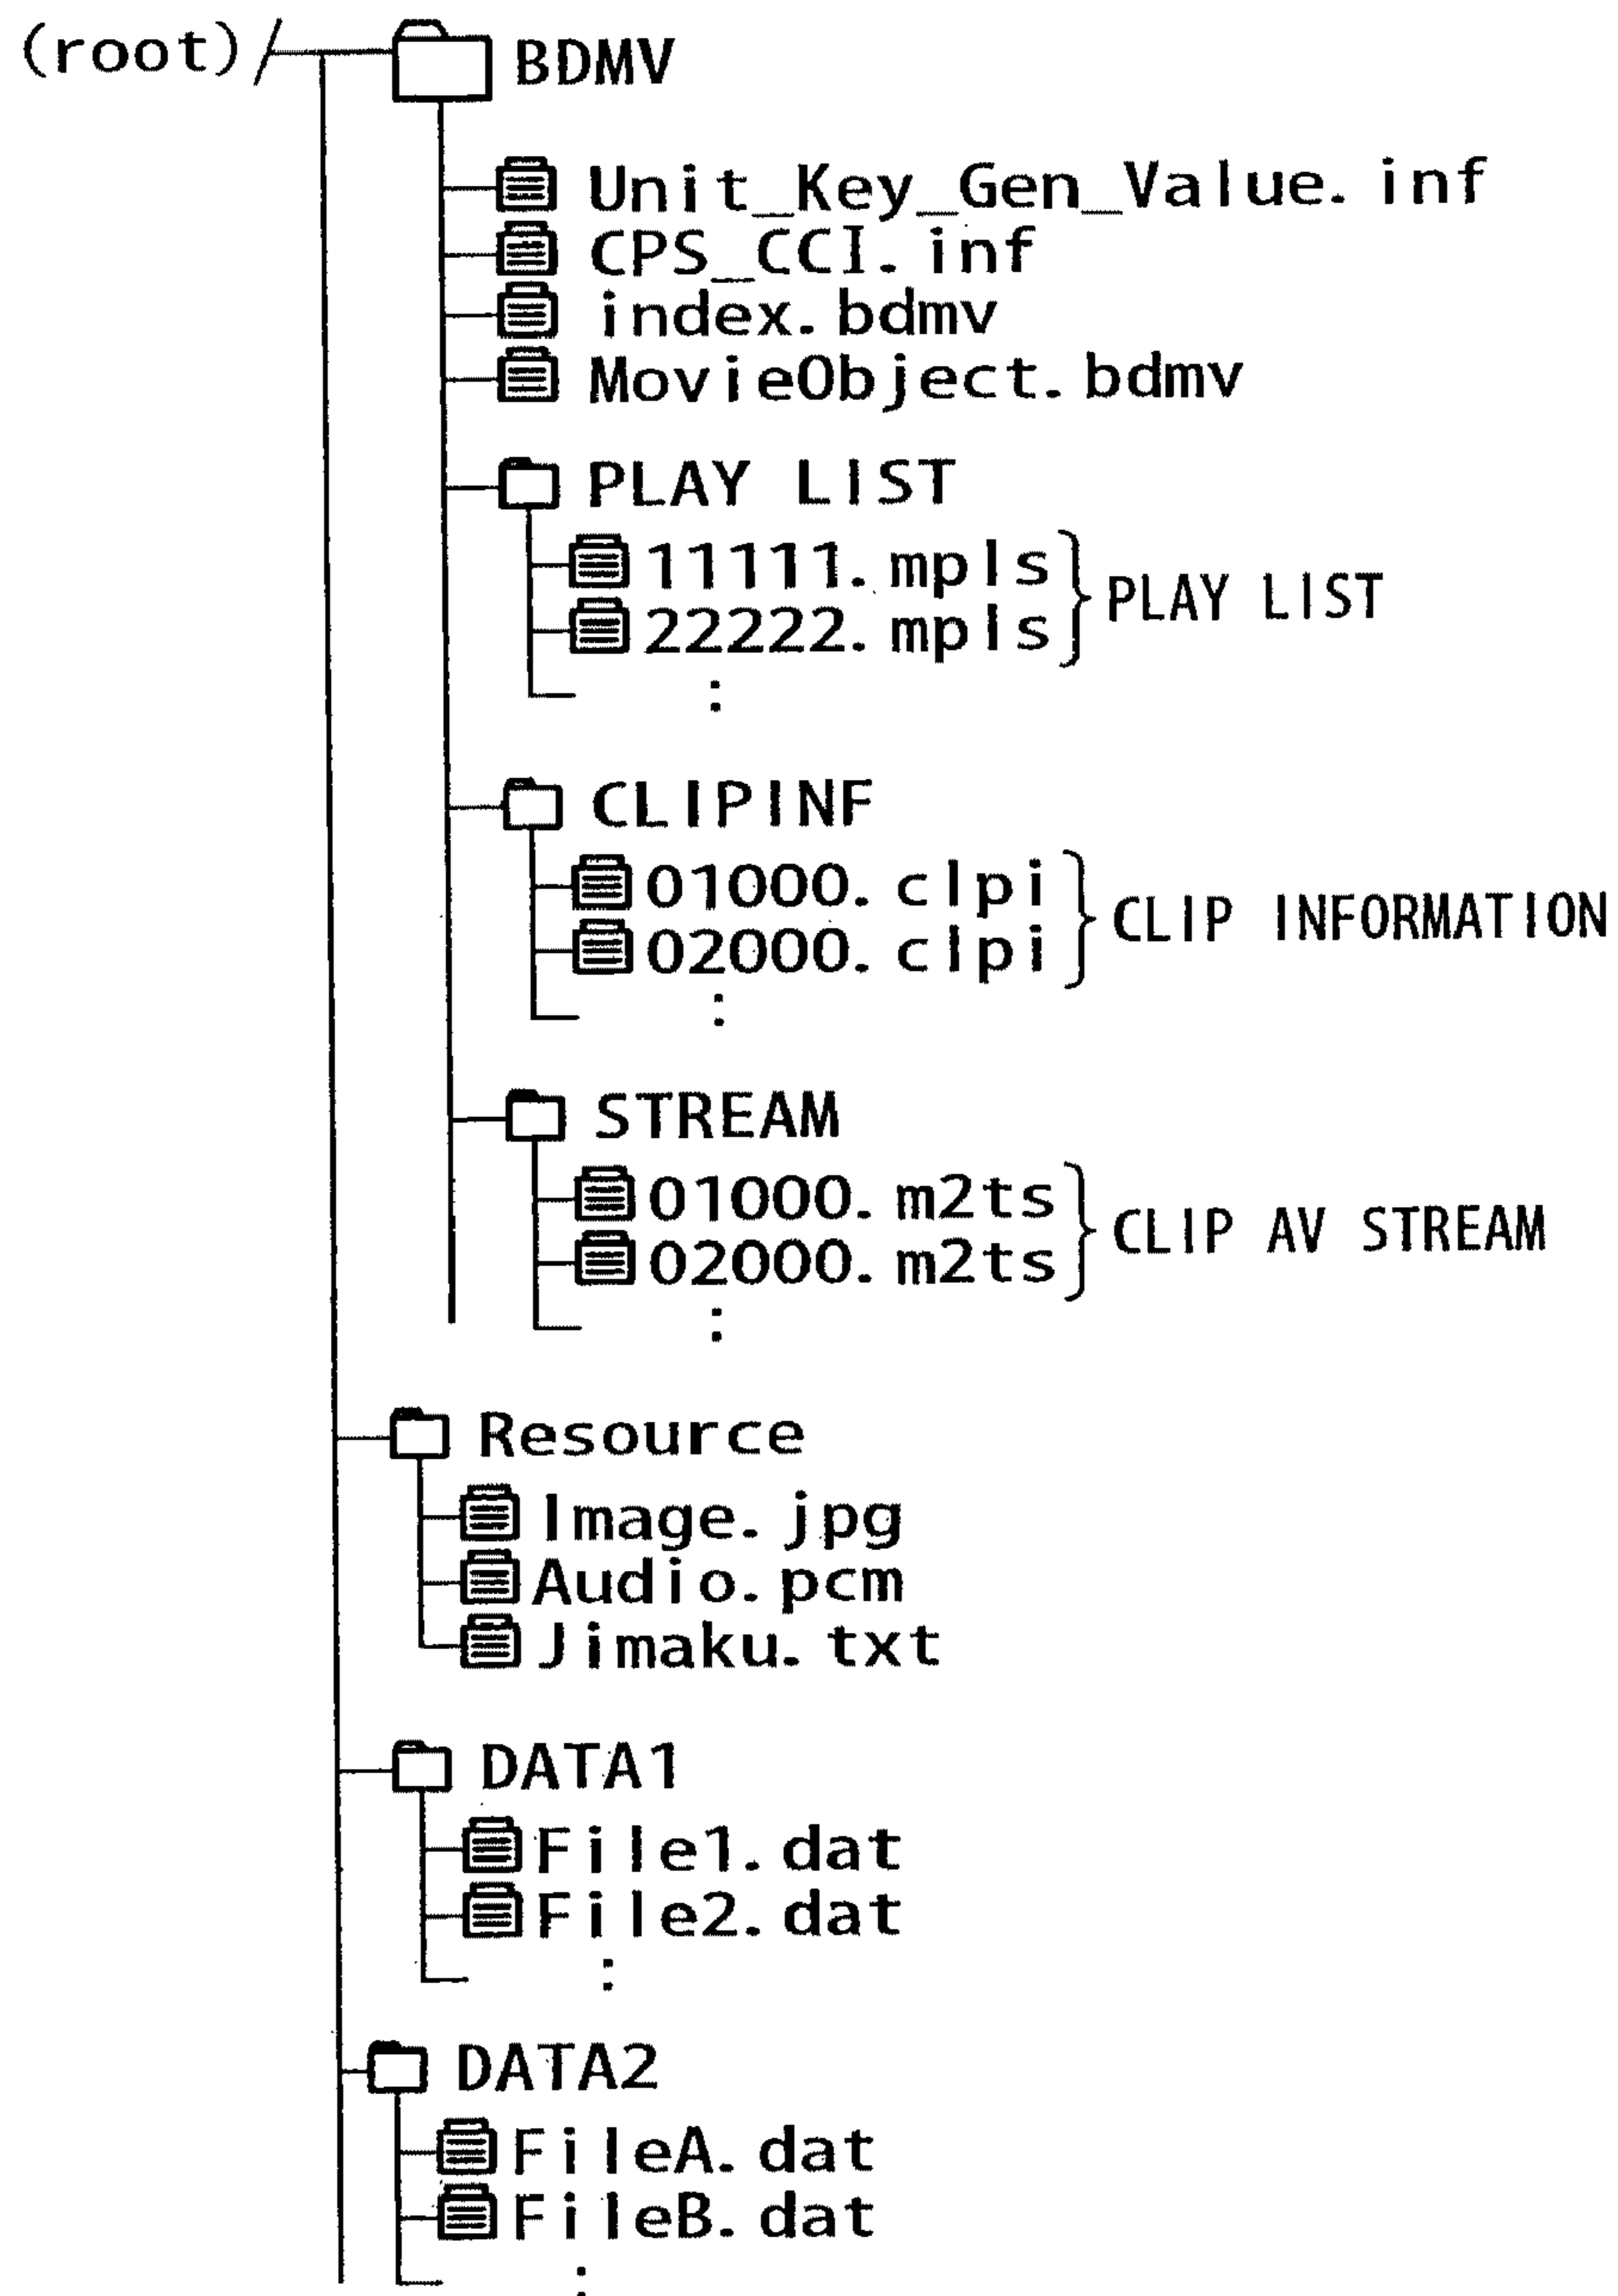 (root)/ BDMV
Unit_Key_Gen_Value.inf
CPS_CCI.inf
index.bdmv
MovieObject.bdmv
PLAY LIST
11111.mpls
22222.mpls
PLAY LIST
:
CLIPINF
01000.clpi
02000.clpi
CLIP INFORMATION
:
STREAM
01000.m2ts
02000.m2ts
CLIP AV STREAM
:
Resource
Image.jpg
Audio.pcm
Jimaku.txt
DATA1
File1.dat
File2.dat
:
DATA2
FileA.dat
FileB.dat
: